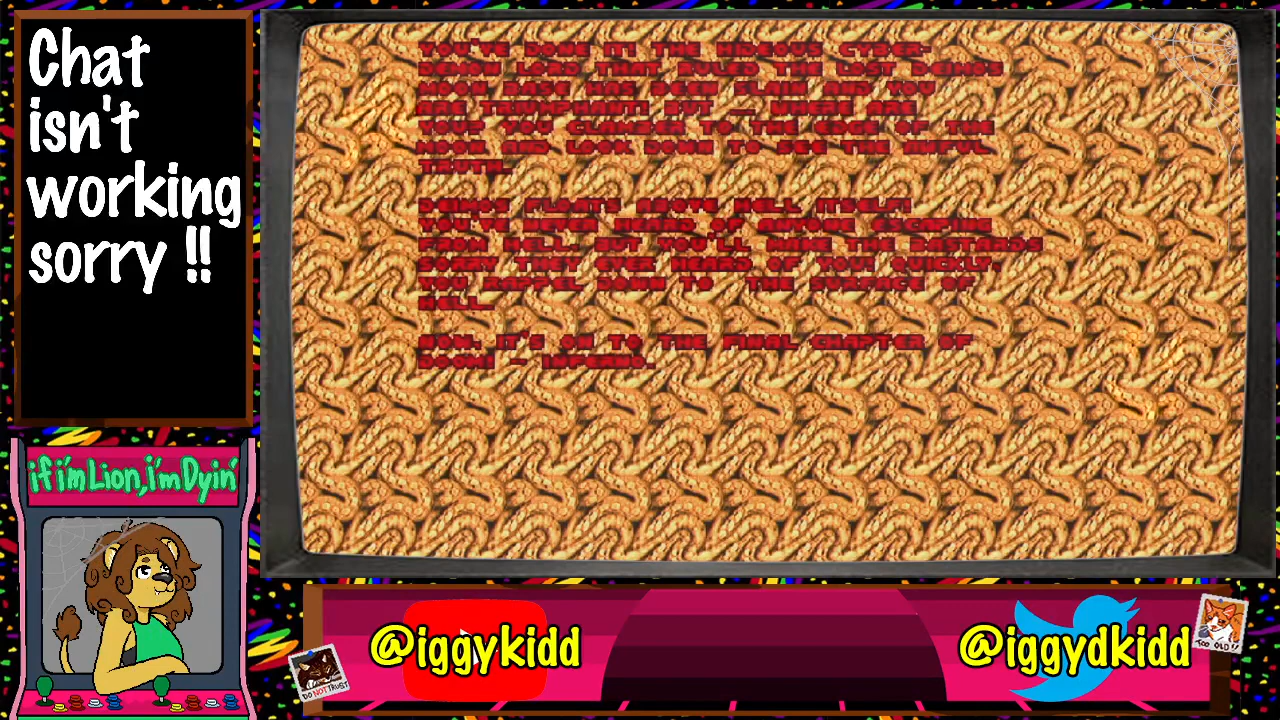 Chat
isn't
working
sorry !!
YOU'VE DONE IT! THE HIDEOUS CYBER-
DEMON LORD THAT RULED THE LOST DEIMOS
MOON BASE HAS BEEN SLAIN AND YOU
ARE TRIUMPHANT! BUT ... WHERE ARE
YOU? YOU CLAMBER TO THE EDGE OF THE
MOON AND LOOK DOWN TO SEE THE AWFUL
TRUTH.
DEIMOS FLOATS ABOVE HELL ITSELF!
YOU'VE NEVER HEARD OF ANYONE ESCAPING
FROM HELL, BUT YOU'LL MAKE THE BASTARDS
SORRY THEY EVER HEARD OF YOU! QUICKLY,
YOU RAPPEL DOWN TO THE SURFACE OF
HELL.
NOW, IT'S ON TO THE FINAL CHAPTER OF
DOOM! -- INFERNO.
if i'm Lion, i'm Dyin'
DO NOT TRUST
@iggykidd
@iggydkidd
TOO OLD!!